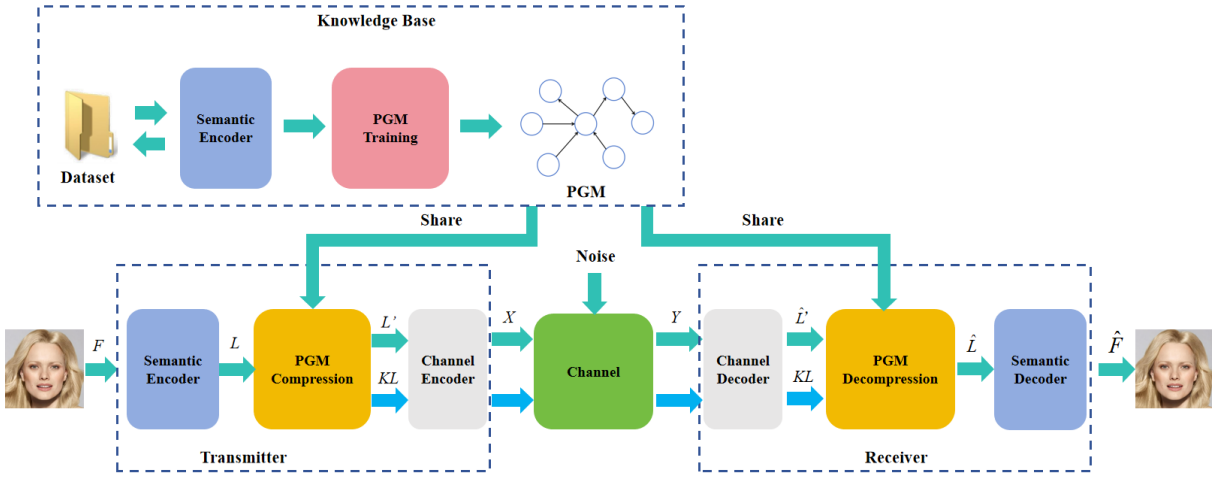 Knowledge Base
Semantic
Encoder
PGM
Training
Dataset
PGM
Share
Share
Noise
F
Semantic
Encoder
L
PGM
Compression
L'
KL
Channel
Encoder
X
Channel
Y
Channel
Decoder
L̂'
KL
PGM
Decompression
L̂
Semantic
Decoder
F̂
Transmitter
Receiver